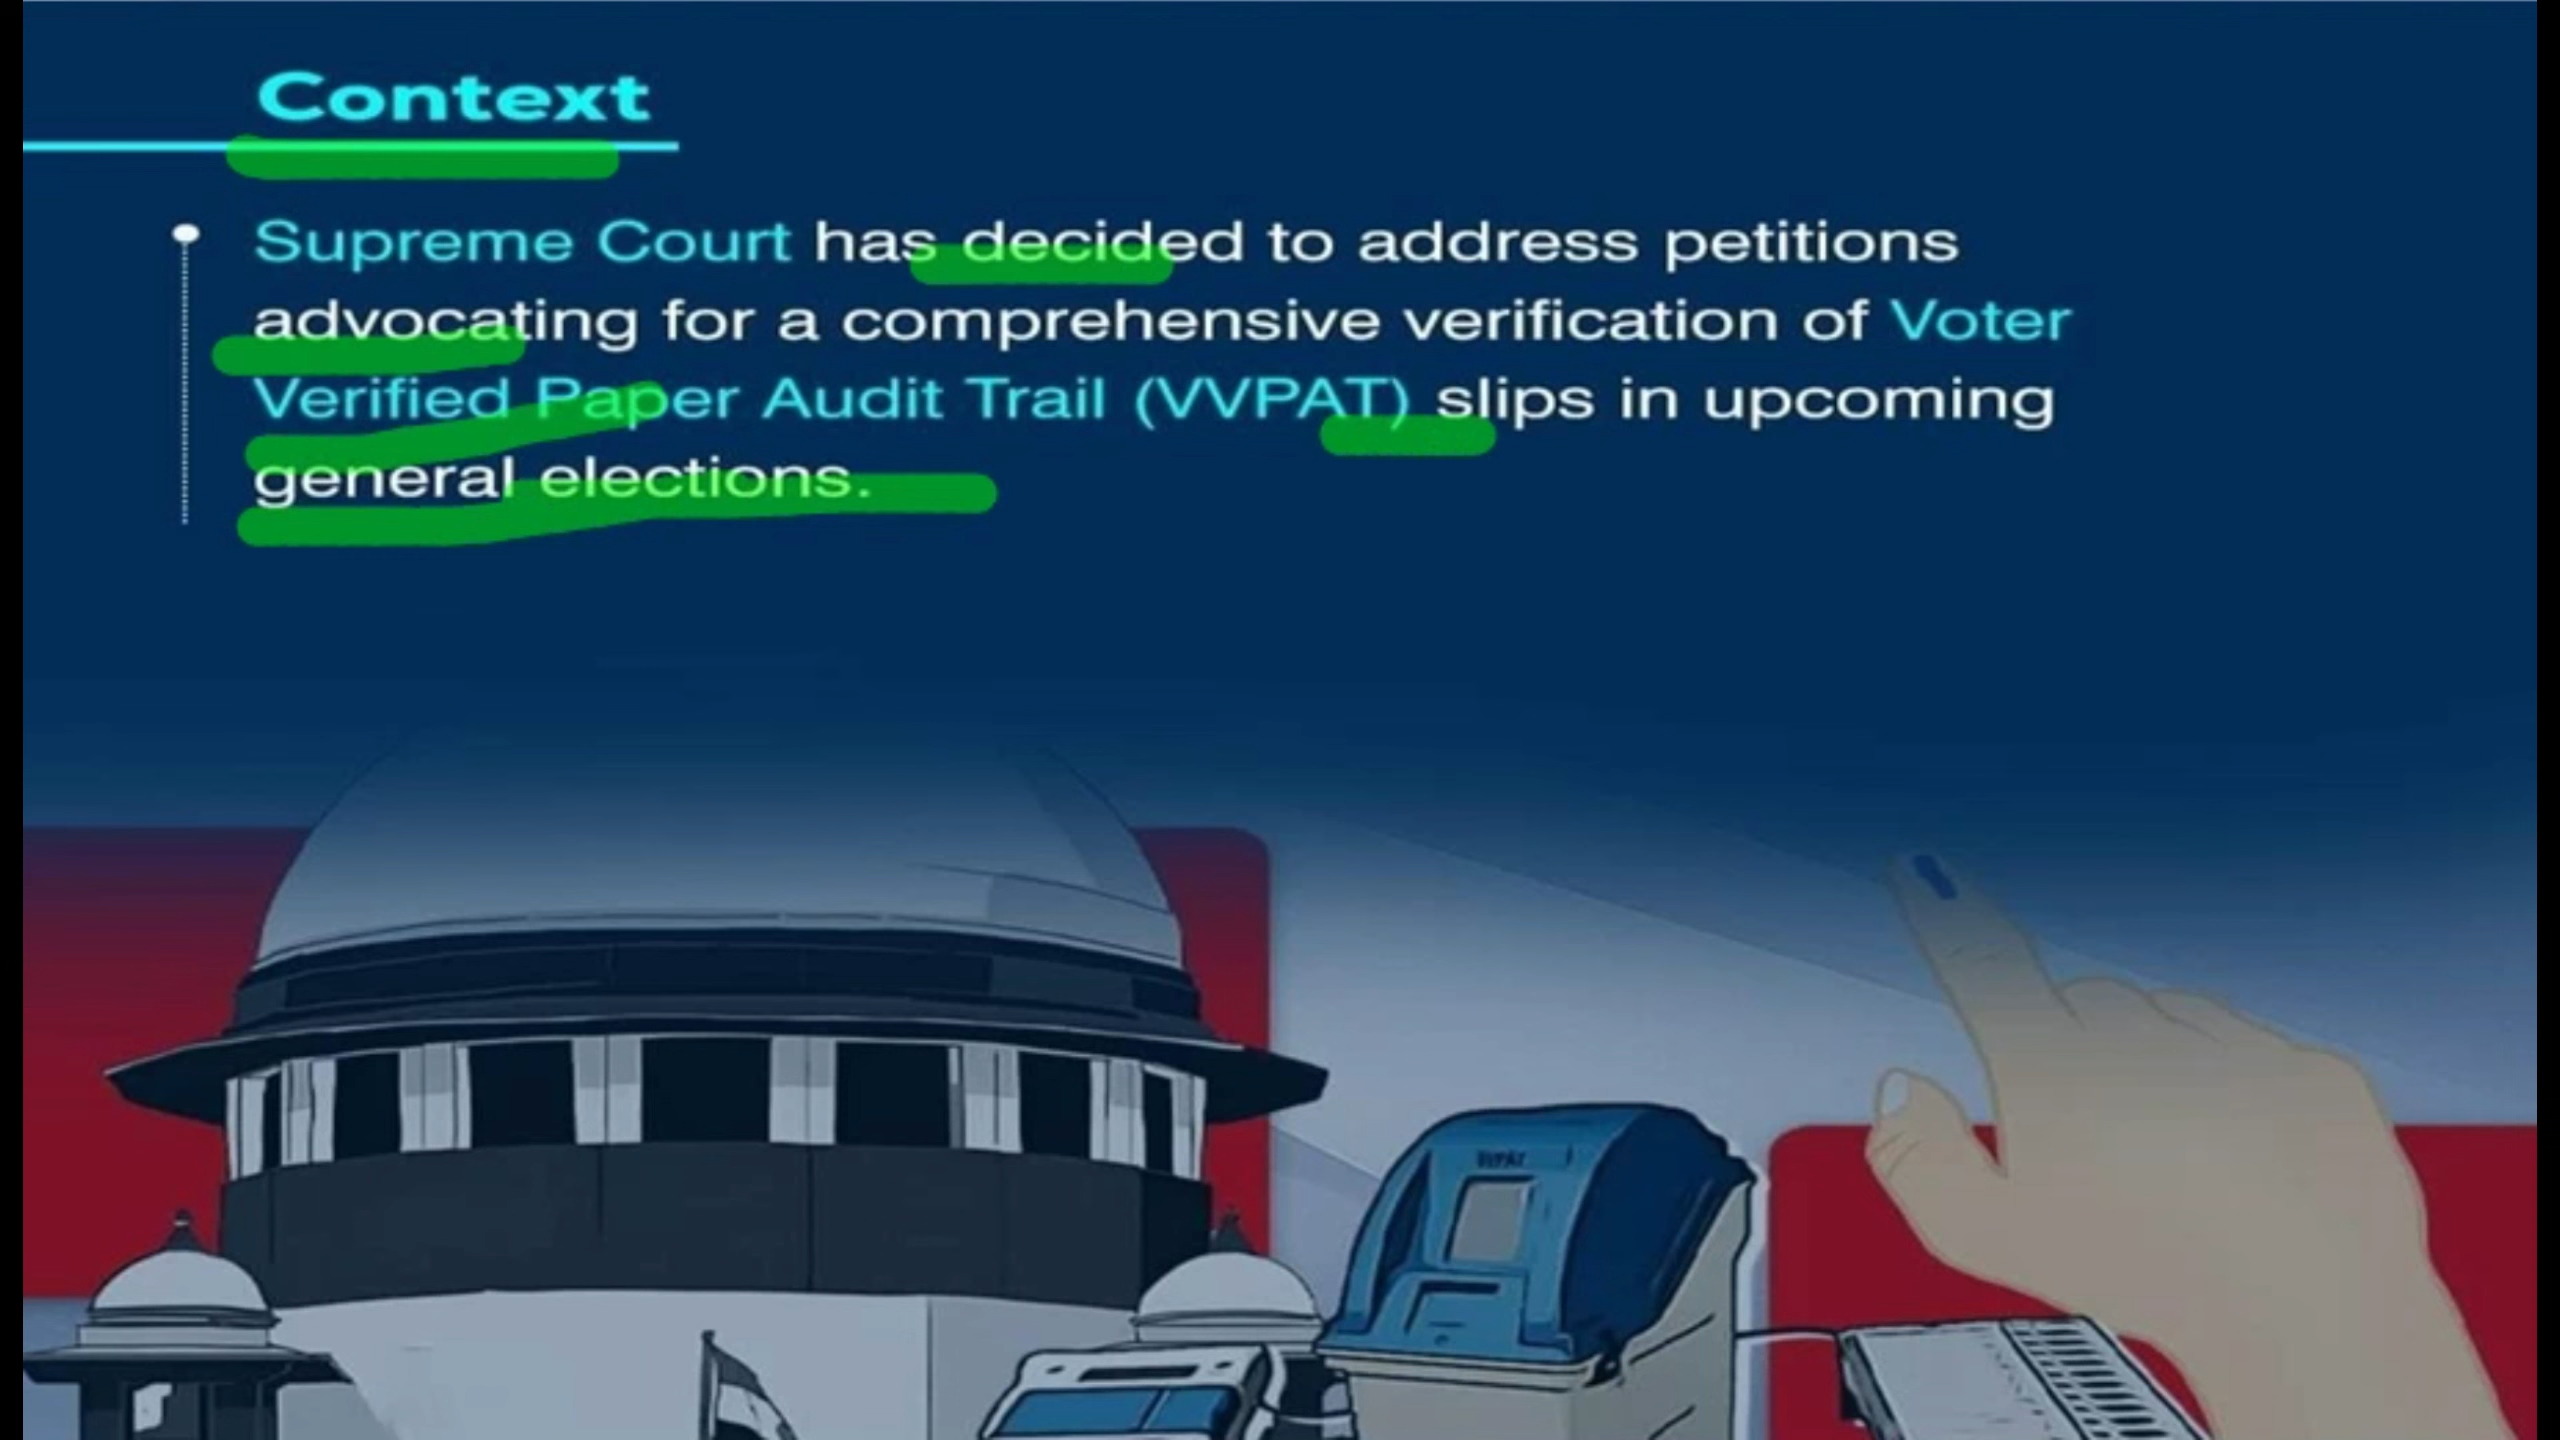 Context
Supreme Court has decided to address petitions
advocating for a comprehensive verification of Voter
Verified Paper Audit Trail (VVPAT) slips in upcoming
general elections.